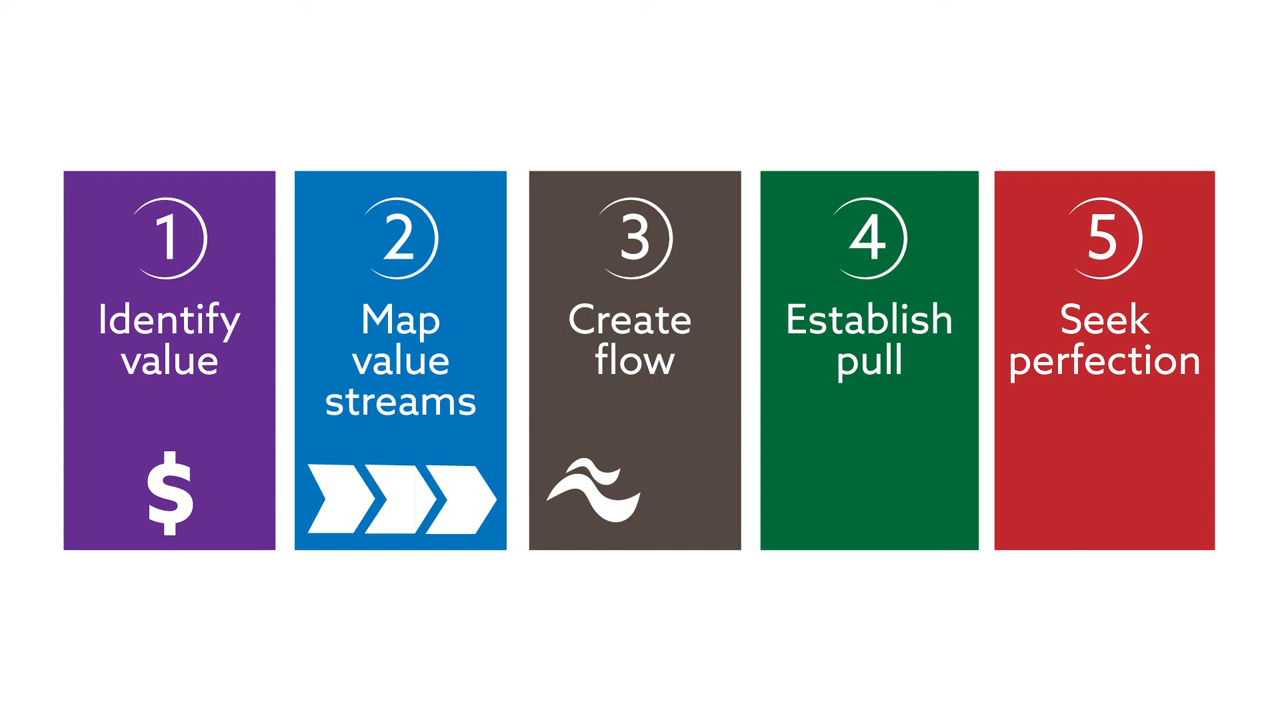 1
Identify
value
$
2
Map
value
streams
3
Create
flow
4
Establish
pull
5
Seek
perfection